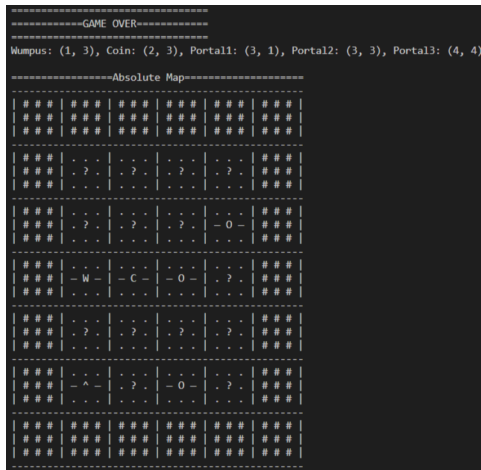 ==================================
============GAME OVER============
==================================
Wumpus: (1, 3), Coin: (2, 3), Portal1: (3, 1), Portal2: (3, 3), Portal3: (4, 4)
=================Absolute Map====================
-------------------------------------------------
| # # # | # # # | # # # | # # # | # # # | # # # |
| # # # | # # # | # # # | # # # | # # # | # # # |
| # # # | # # # | # # # | # # # | # # # | # # # |
-------------------------------------------------
| # # # | . . . | . . . | . . . | . . . | # # # |
| # # # | . ? . | . ? . | . ? . | . ? . | # # # |
| # # # | . . . | . . . | . . . | . . . | # # # |
-------------------------------------------------
| # # # | . . . | . . . | . . . | . . . | # # # |
| # # # | . ? . | . ? . | . ? . | – O – | # # # |
| # # # | . . . | . . . | . . . | . . . | # # # |
-------------------------------------------------
| # # # | . . . | . . . | . . . | . . . | # # # |
| # # # | – W – | – C – | – O – | . ? . | # # # |
| # # # | . . . | . . . | . . . | . . . | # # # |
-------------------------------------------------
| # # # | . . . | . . . | . . . | . . . | # # # |
| # # # | . ? . | . ? . | . ? . | . ? . | # # # |
| # # # | . . . | . . . | . . . | . . . | # # # |
-------------------------------------------------
| # # # | . . . | . . . | . . . | . . . | # # # |
| # # # | – ^ – | . ? . | – O – | . ? . | # # # |
| # # # | . . . | . . . | . . . | . . . | # # # |
-------------------------------------------------
| # # # | # # # | # # # | # # # | # # # | # # # |
| # # # | # # # | # # # | # # # | # # # | # # # |
| # # # | # # # | # # # | # # # | # # # | # # # |
-------------------------------------------------